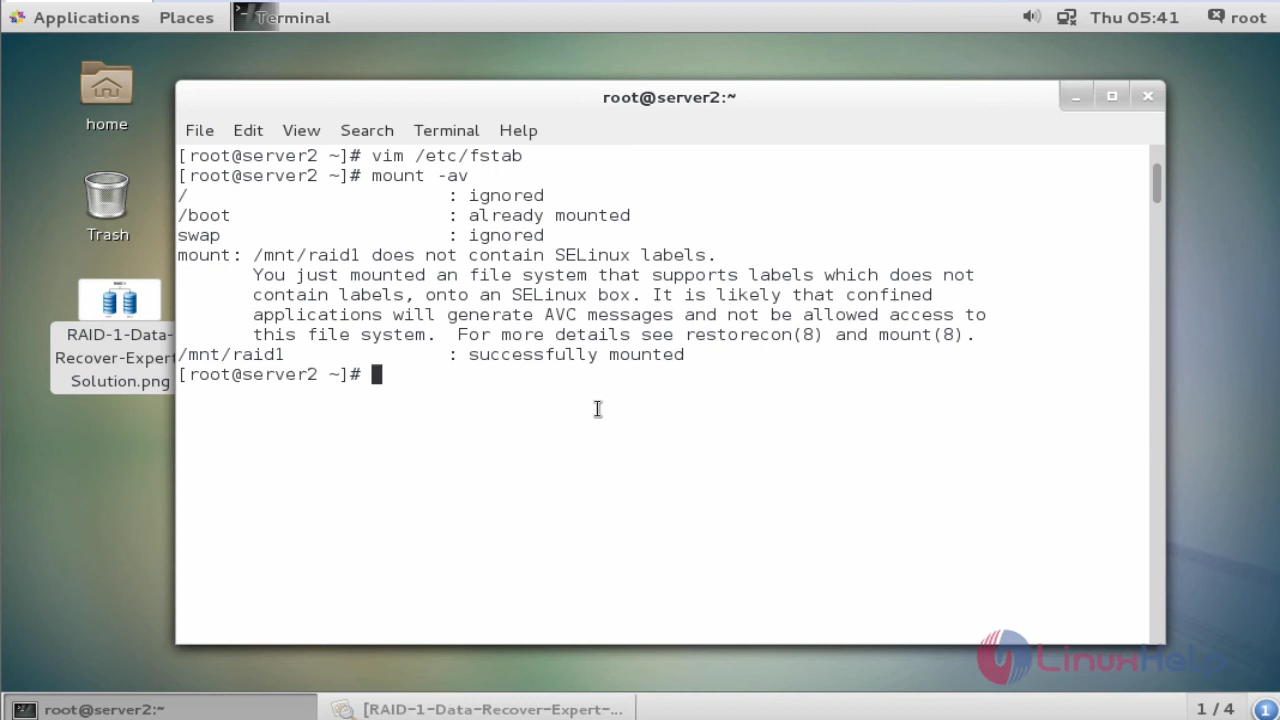 Applications Places Terminal Thu 05:41 root
home
Trash
RAID-1-Data-
Recover-Expert-
Solution.png
root@server2:~
File Edit View Search Terminal Help
[root@server2 ~]# vim /etc/fstab
[root@server2 ~]# mount -av
/ : ignored
/boot : already mounted
swap : ignored
mount: /mnt/raid1 does not contain SELinux labels.
You just mounted an file system that supports labels which does not
contain labels, onto an SELinux box. It is likely that confined
applications will generate AVC messages and not be allowed access to
this file system. For more details see restorecon(8) and mount(8).
/mnt/raid1 : successfully mounted
[root@server2 ~]#
LinuxHelp
root@server2:~ [RAID-1-Data-Recover-Expert-... 1 / 4 1